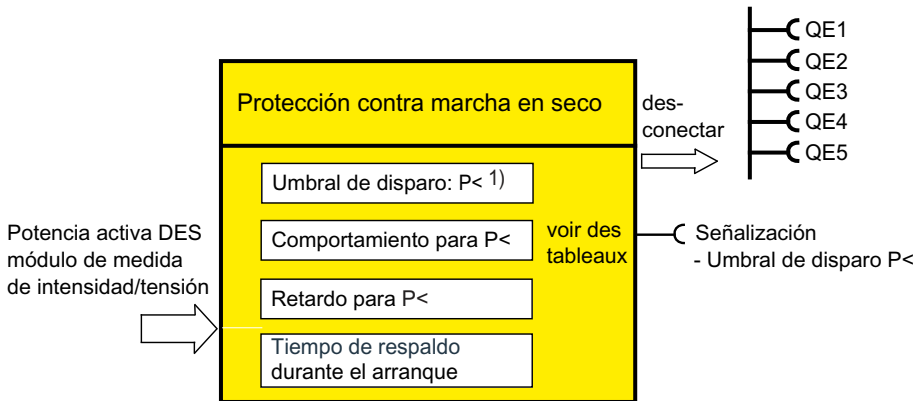 QE1
QE2
QE3
QE4
QE5
Protección contra marcha en seco
des-
conectar
Umbral de disparo: P< 1)
Comportamiento para P<
Retardo para P<
Tiempo de respaldo
durante el arranque
voir des
tableaux
Potencia activa DES
módulo de medida
de intensidad/tensión
Señalización
- Umbral de disparo P<